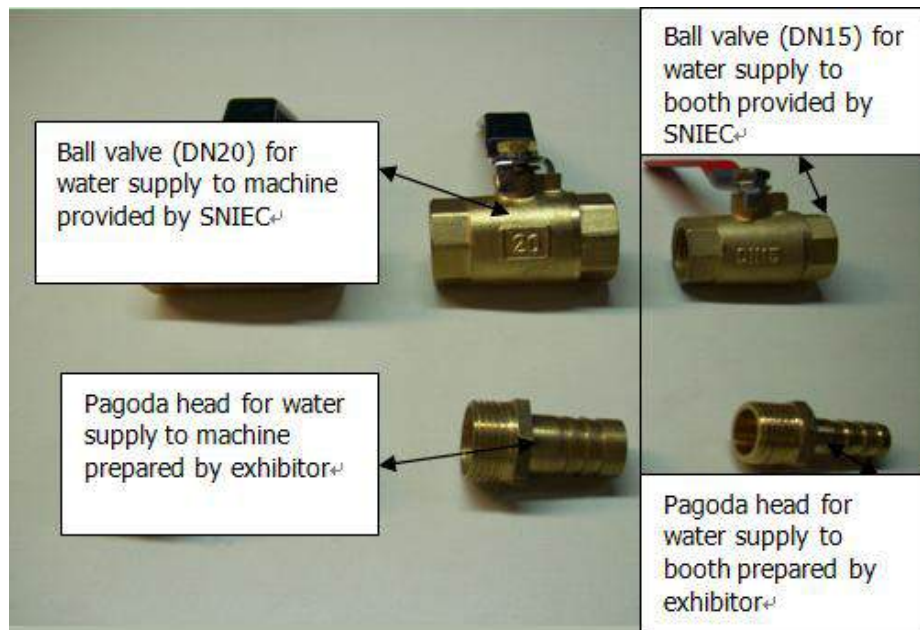 Ball valve (DN20) for
water supply to machine
provided by SNIEC↵
20
Ball valve (DN15) for
water supply to
booth provided by
SNIEC↵
DN15
Pagoda head for water
supply to machine
prepared by exhibitor↵
Pagoda head for
water supply to
booth prepared by
exhibitor↵